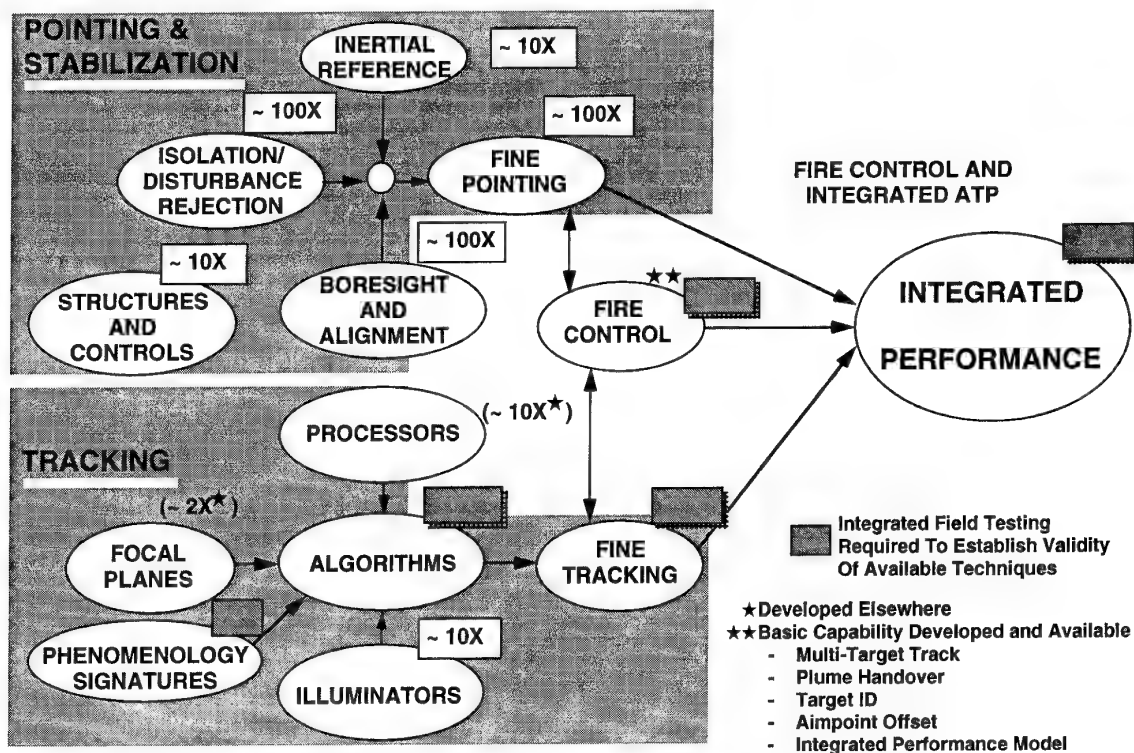 POINTING &
STABILIZATION
INERTIAL
REFERENCE
~ 10X
~ 100X
~ 100X
ISOLATION/
DISTURBANCE
REJECTION
FINE
POINTING
FIRE CONTROL AND
INTEGRATED ATP
~ 10X
~ 100X
STRUCTURES
AND
CONTROLS
BORESIGHT
AND
ALIGNMENT
★★
FIRE
CONTROL
INTEGRATED
PERFORMANCE
PROCESSORS
(~ 10X★)
TRACKING
(~ 2X★)
FOCAL
PLANES
ALGORITHMS
FINE
TRACKING
PHENOMENOLOGY
SIGNATURES
~ 10X
ILLUMINATORS
Integrated Field Testing
Required To Establish Validity
Of Available Techniques
★Developed Elsewhere
★★Basic Capability Developed and Available
- Multi-Target Track
- Plume Handover
- Target ID
- Aimpoint Offset
- Integrated Performance Model